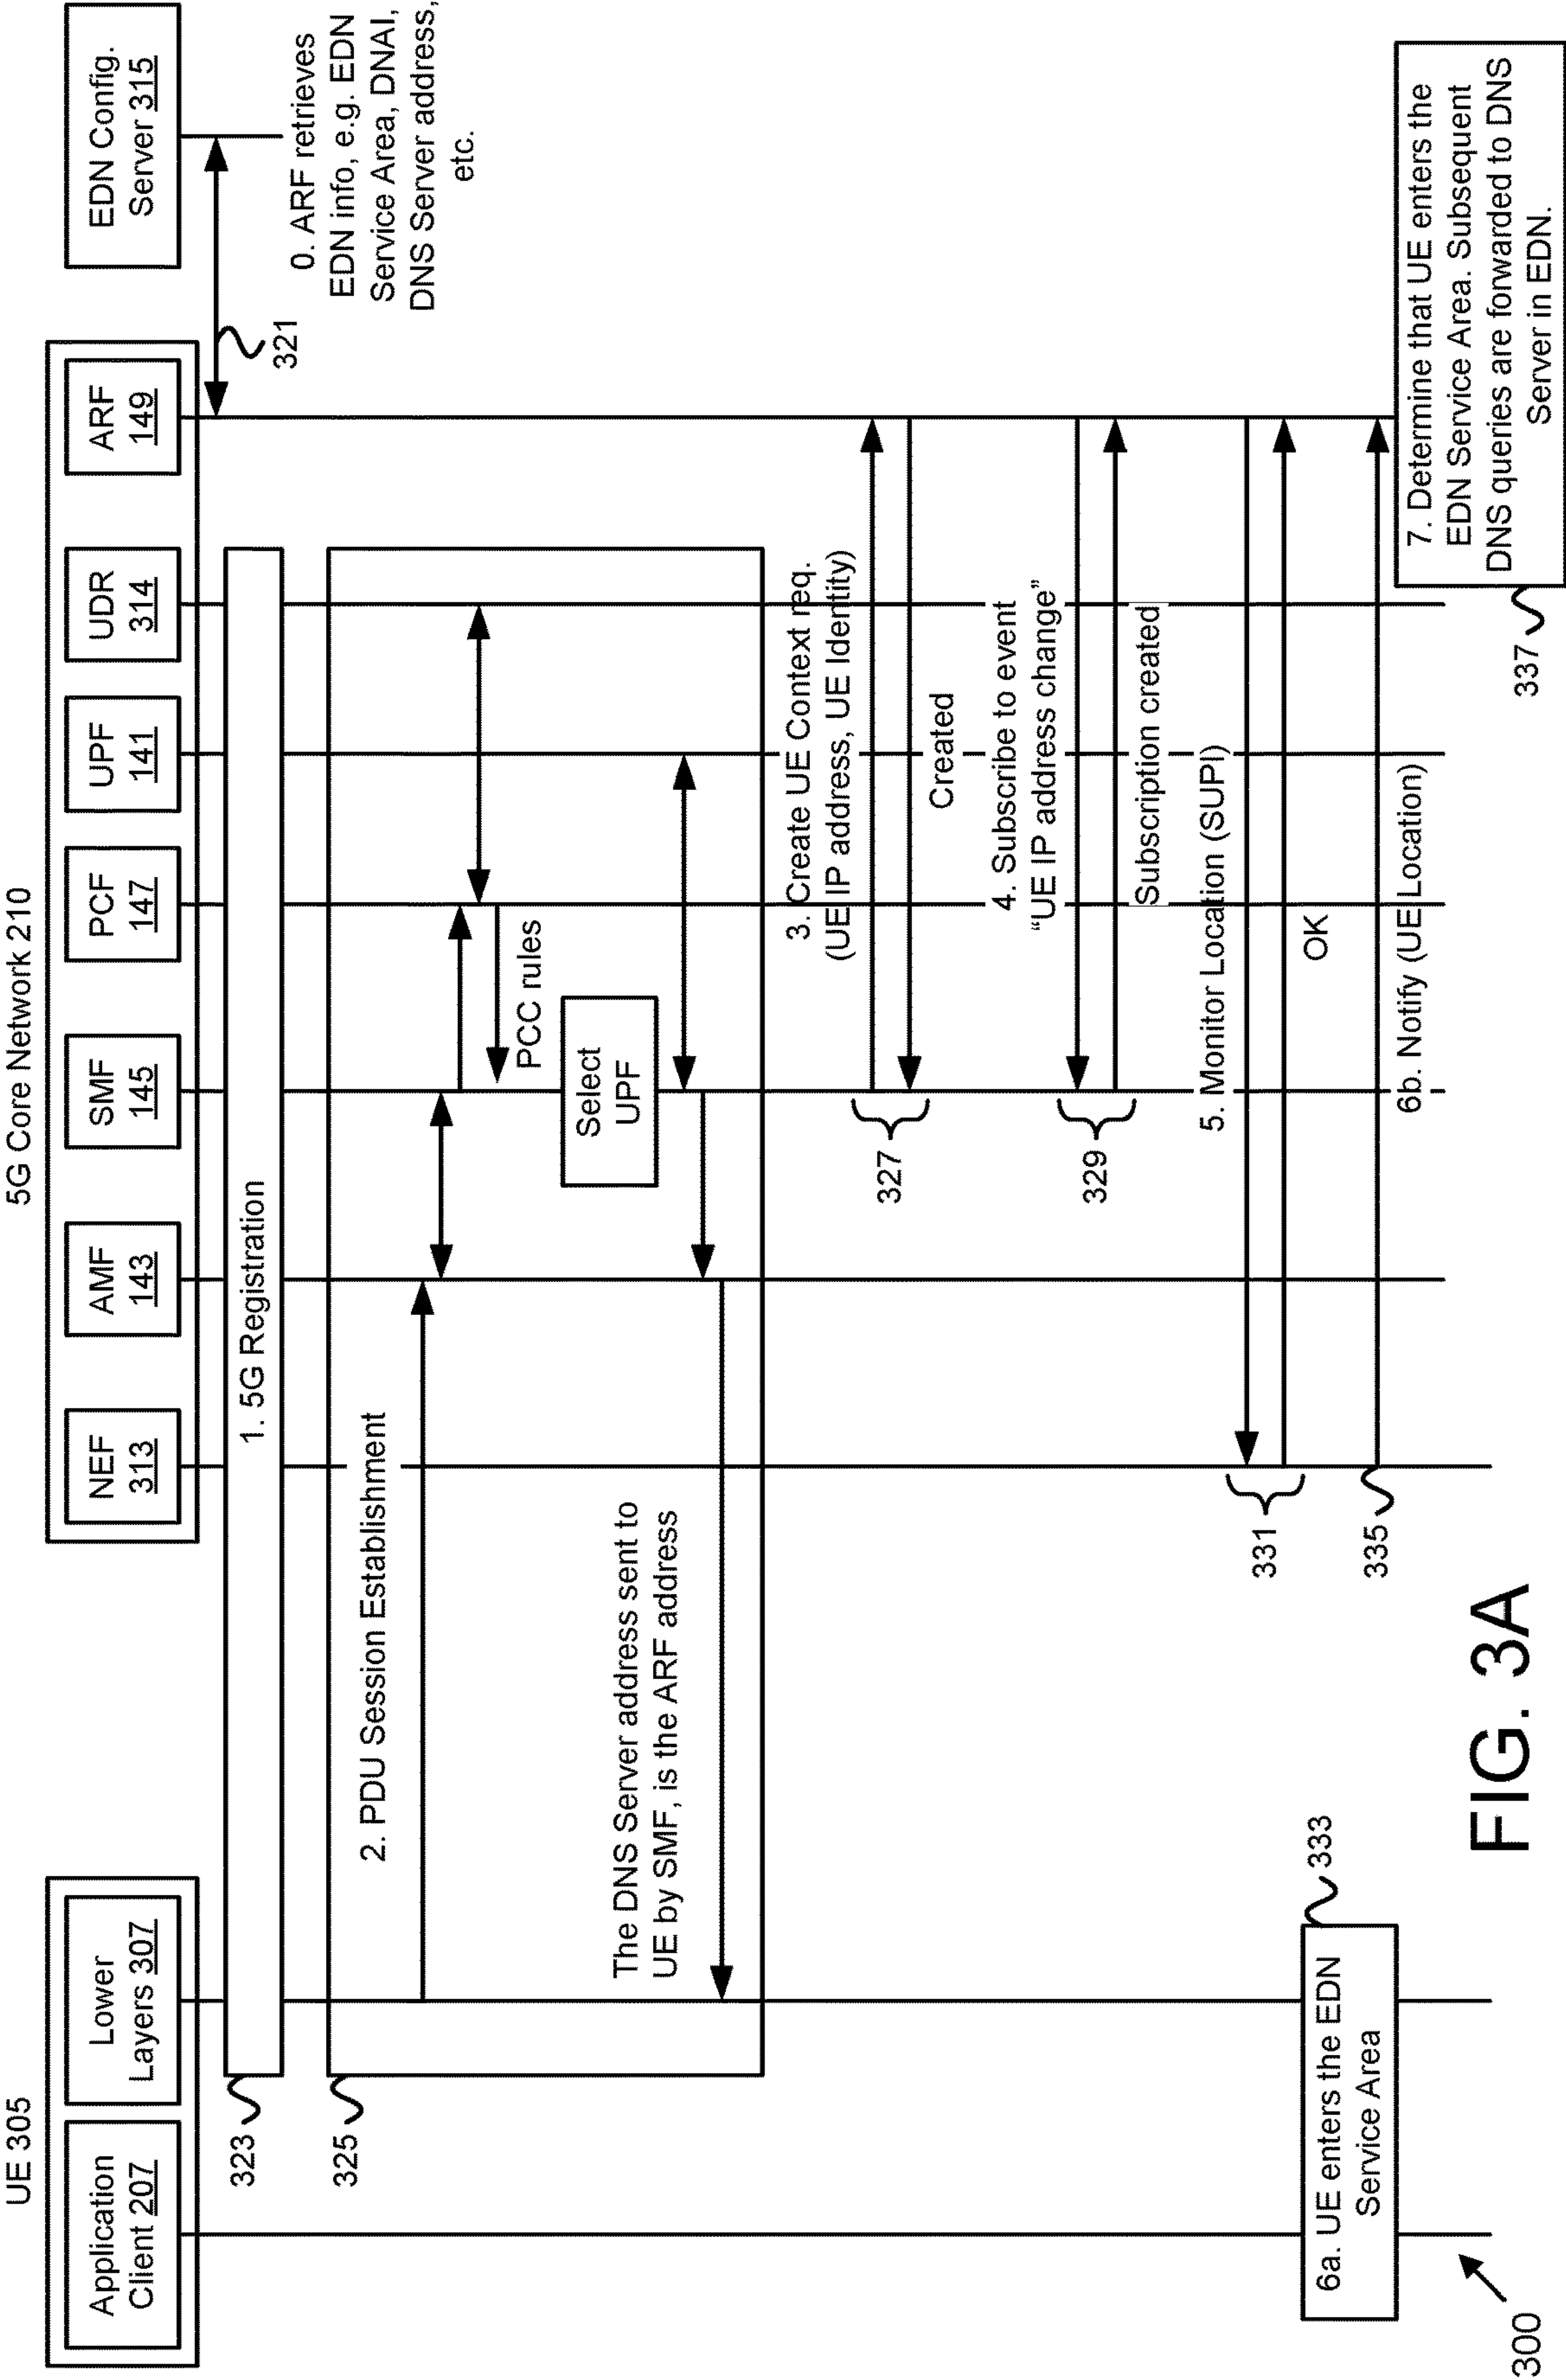 UE 305
5G Core Network 210
Application
Client 207
Lower
Layers 307
NEF
313
AMF
143
SMF
145
PCF
147
UPF
141
UDR
314
ARF
149
EDN Config.
Server 315
321
0. ARF retrieves
EDN info, e.g. EDN
Service Area, DNAI,
DNS Server address,
etc.
323
1. 5G Registration
325
2. PDU Session Establishment
PCC rules
Select
UPF
The DNS Server address sent to
UE by SMF, is the ARF address
3. Create UE Context req.
(UE IP address, UE Identity)
327
Created
4. Subscribe to event
“UE IP address change”
329
Subscription created
5. Monitor Location (SUPI)
331
OK
6a. UE enters the EDN
Service Area
333
335
6b. Notify (UE Location)
7. Determine that UE enters the
EDN Service Area. Subsequent
DNS queries are forwarded to DNS
Server in EDN.
337
300
FIG. 3A